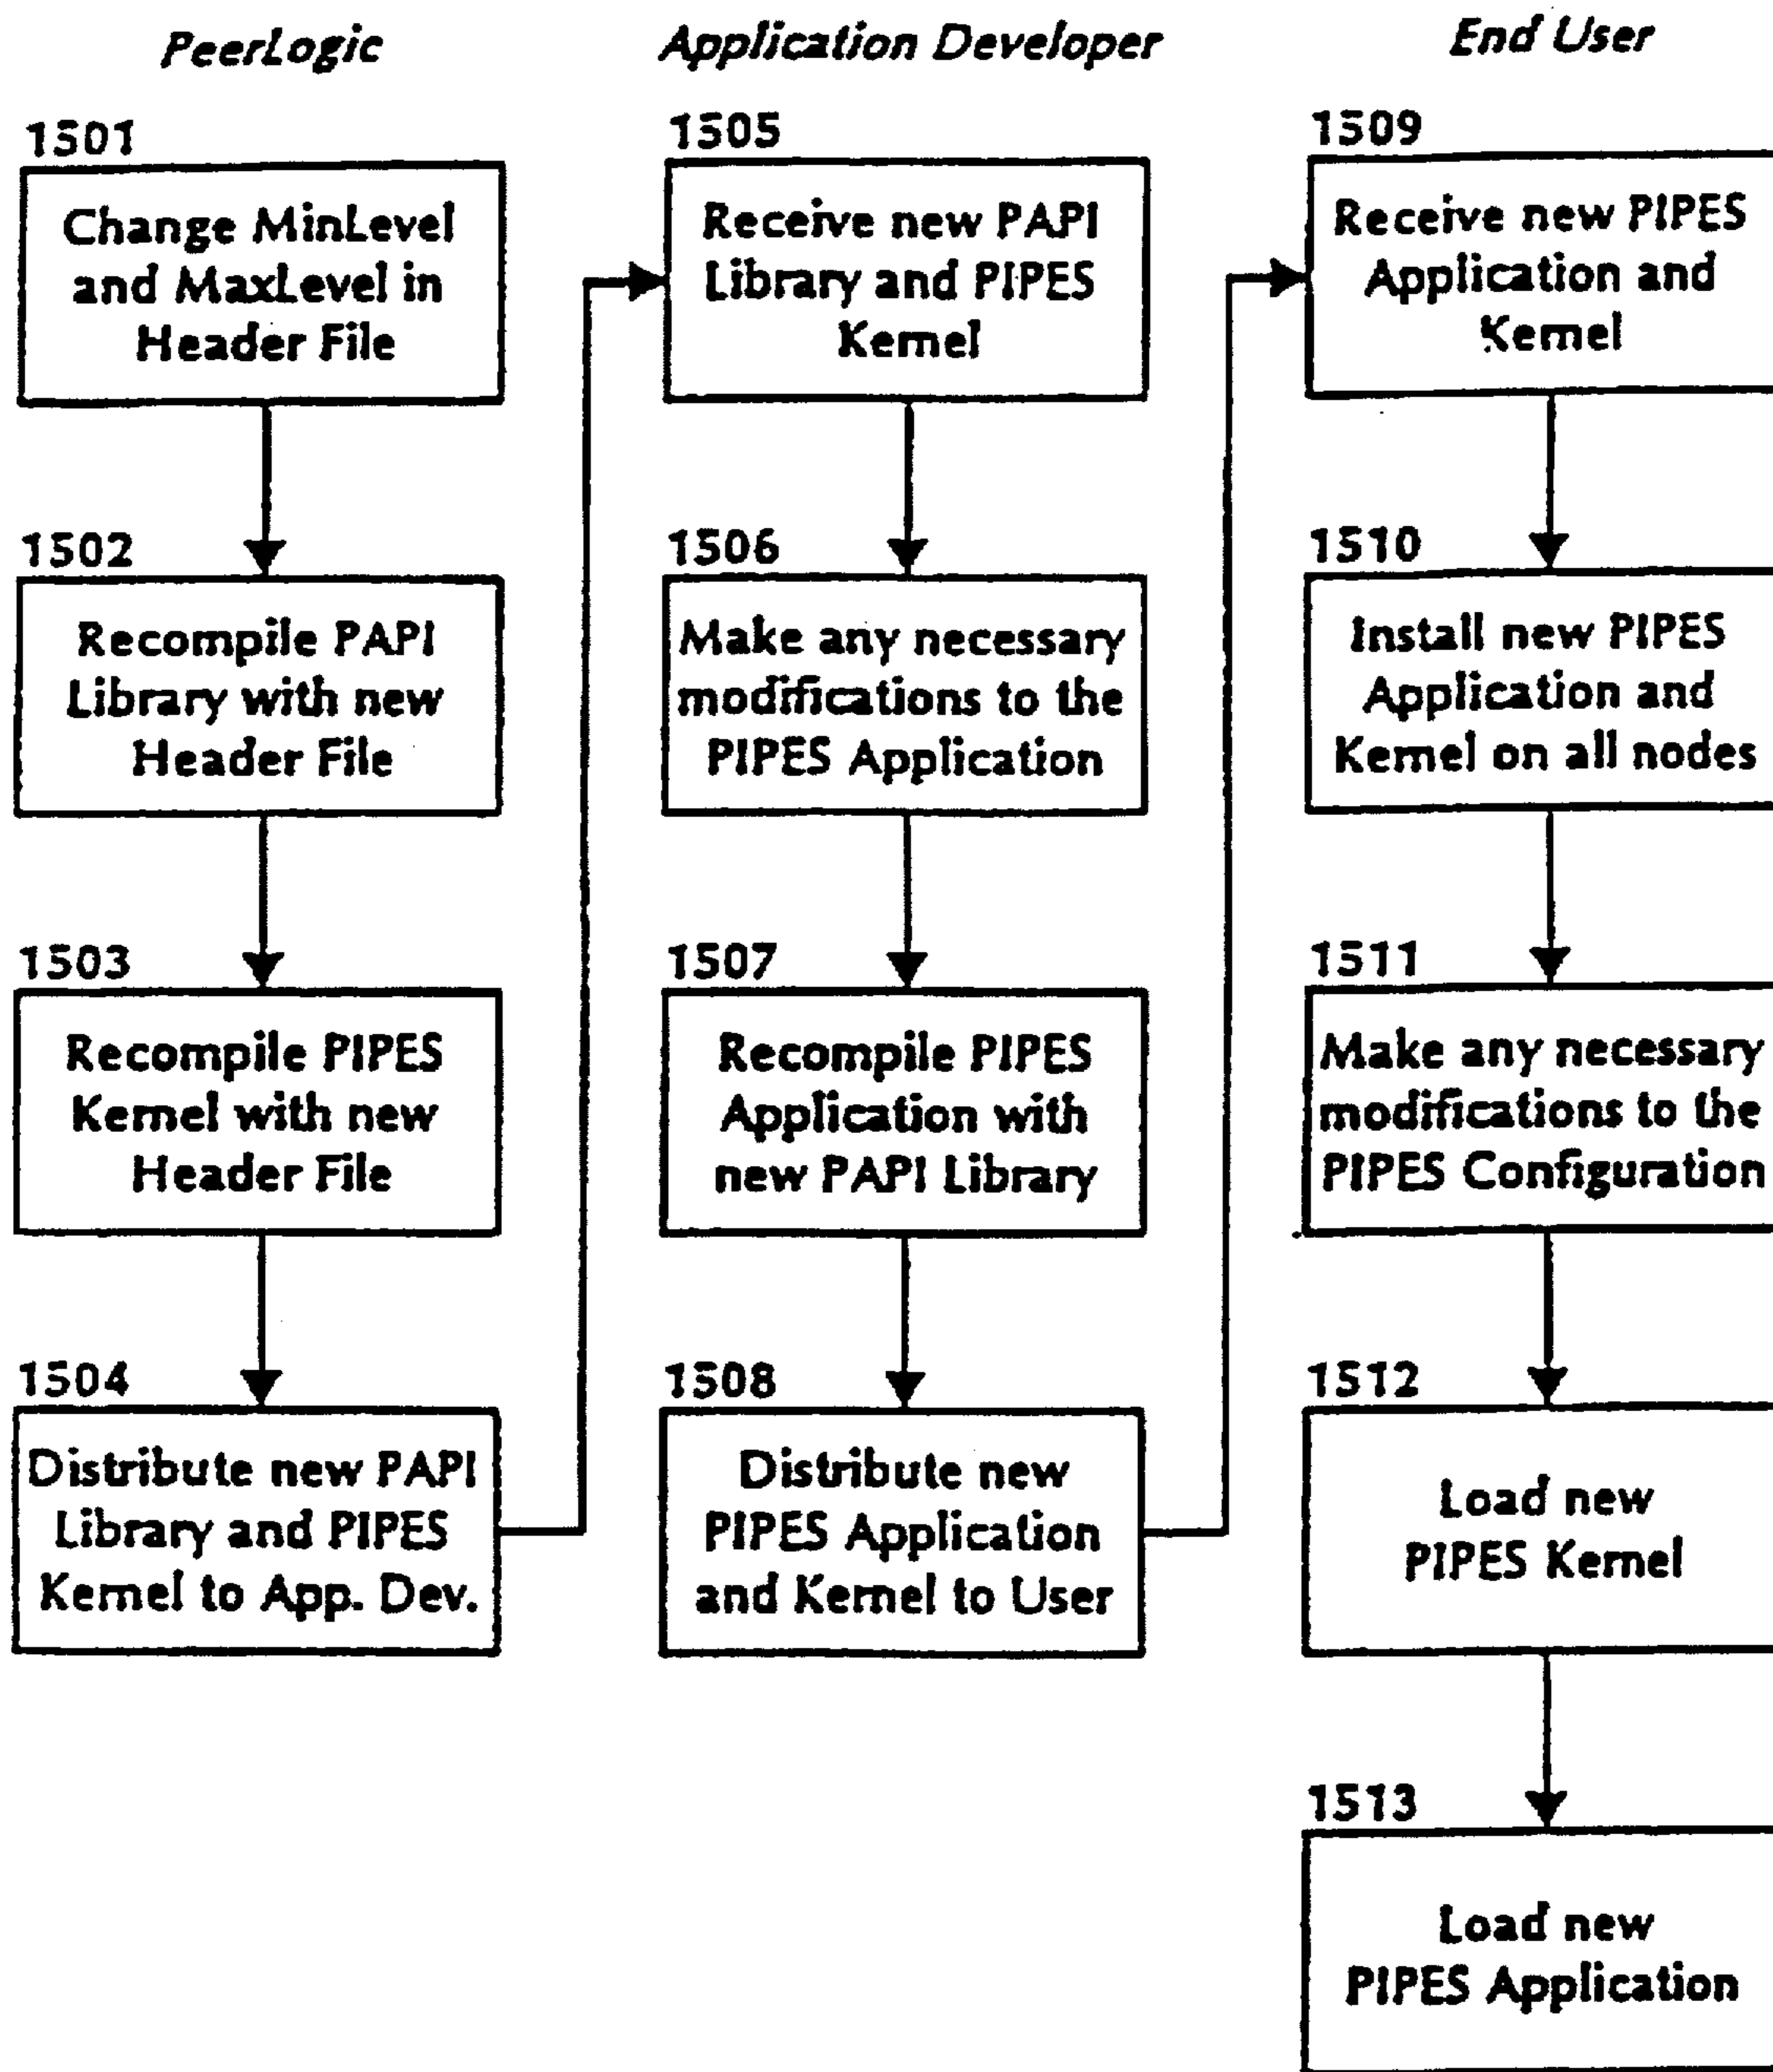 PeerLogic
1501
Change MinLevel
and MaxLevel in
Header File
1502
Recompile PAPI
Library with new
Header File
1503
Recompile PIPES
Kernel with new
Header File
1504
Distribute new PAPI
Library and PIPES
Kernel to App. Dev.
Application Developer
1505
Receive new PAPI
Library and PIPES
Kernel
1506
Make any necessary
modifications to the
PIPES Application
1507
Recompile PIPES
Application with
new PAPI Library
1508
Distribute new
PIPES Application
and Kernel to User
End User
1509
Receive new PIPES
Application and
Kernel
1510
Install new PIPES
Application and
Kernel on all nodes
1511
Make any necessary
modifications to the
PIPES Configuration
1512
Load new
PIPES Kernel
1513
Load new
PIPES Application